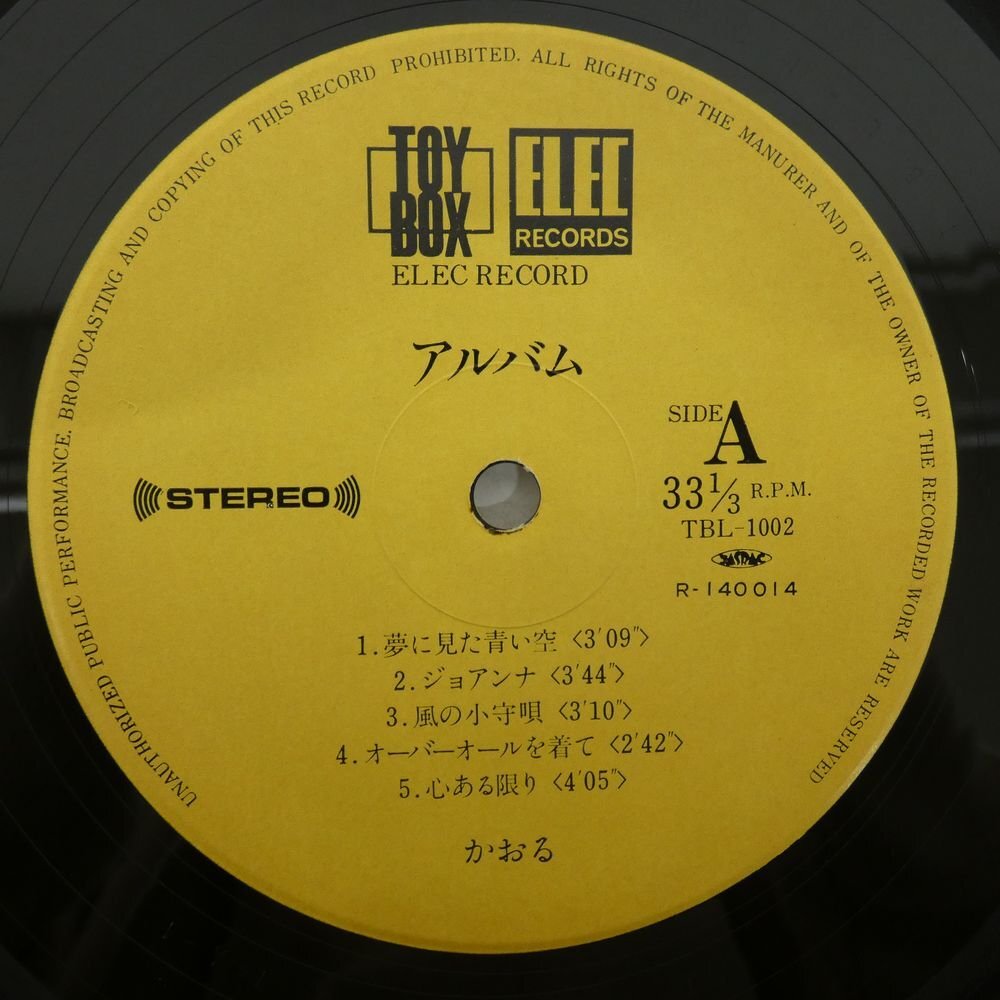 UNAUTHORIZED PUBLIC PERFORMANCE. BROADCASTING AND COPYING OF THIS RECORD PROHIBITED. ALL RIGHTS OF THE MANURER AND OF THE OWNER OF THE RECORDED WORK ARE RESERVED
TOY
BOX
ELEC
RECORDS
ELEC RECORD
アルバム
SIDE A
STEREO
33⅓ R.P.M.
TBL-1002
JASRAC
R-140014
1.夢に見た青い空〈3′09″〉
2.ジョアンナ〈3′44″〉
3.風の小守唄〈3′10″〉
4.オーバーオールを着て〈2′42″〉
5.心ある限り〈4′05″〉
かおる